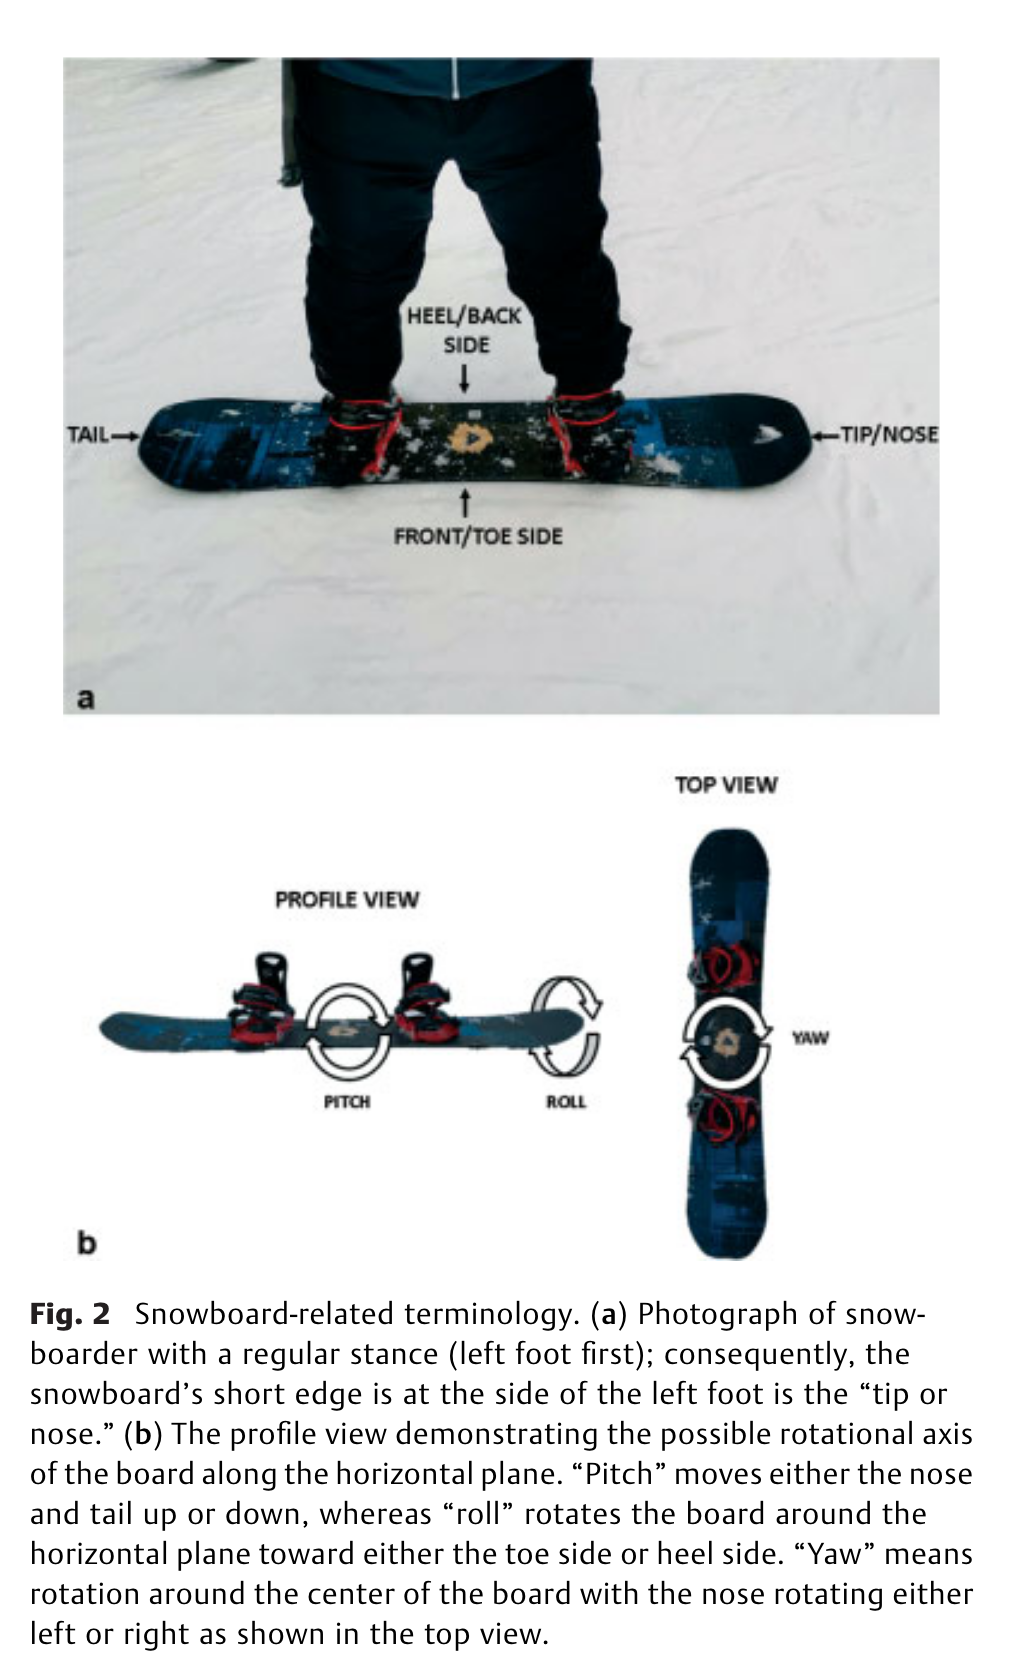 HEEL/BACK
SIDE
TAIL
TIP/NOSE
FRONT/TOE SIDE
a
TOP VIEW
PROFILE VIEW
YAW
PITCH
ROLL
b
Fig. 2 Snowboard-related terminology. (a) Photograph of snow-
boarder with a regular stance (left foot first); consequently, the
snowboard’s short edge is at the side of the left foot is the “tip or
nose.” (b) The profile view demonstrating the possible rotational axis
of the board along the horizontal plane. “Pitch” moves either the nose
and tail up or down, whereas “roll” rotates the board around the
horizontal plane toward either the toe side or heel side. “Yaw” means
rotation around the center of the board with the nose rotating either
left or right as shown in the top view.